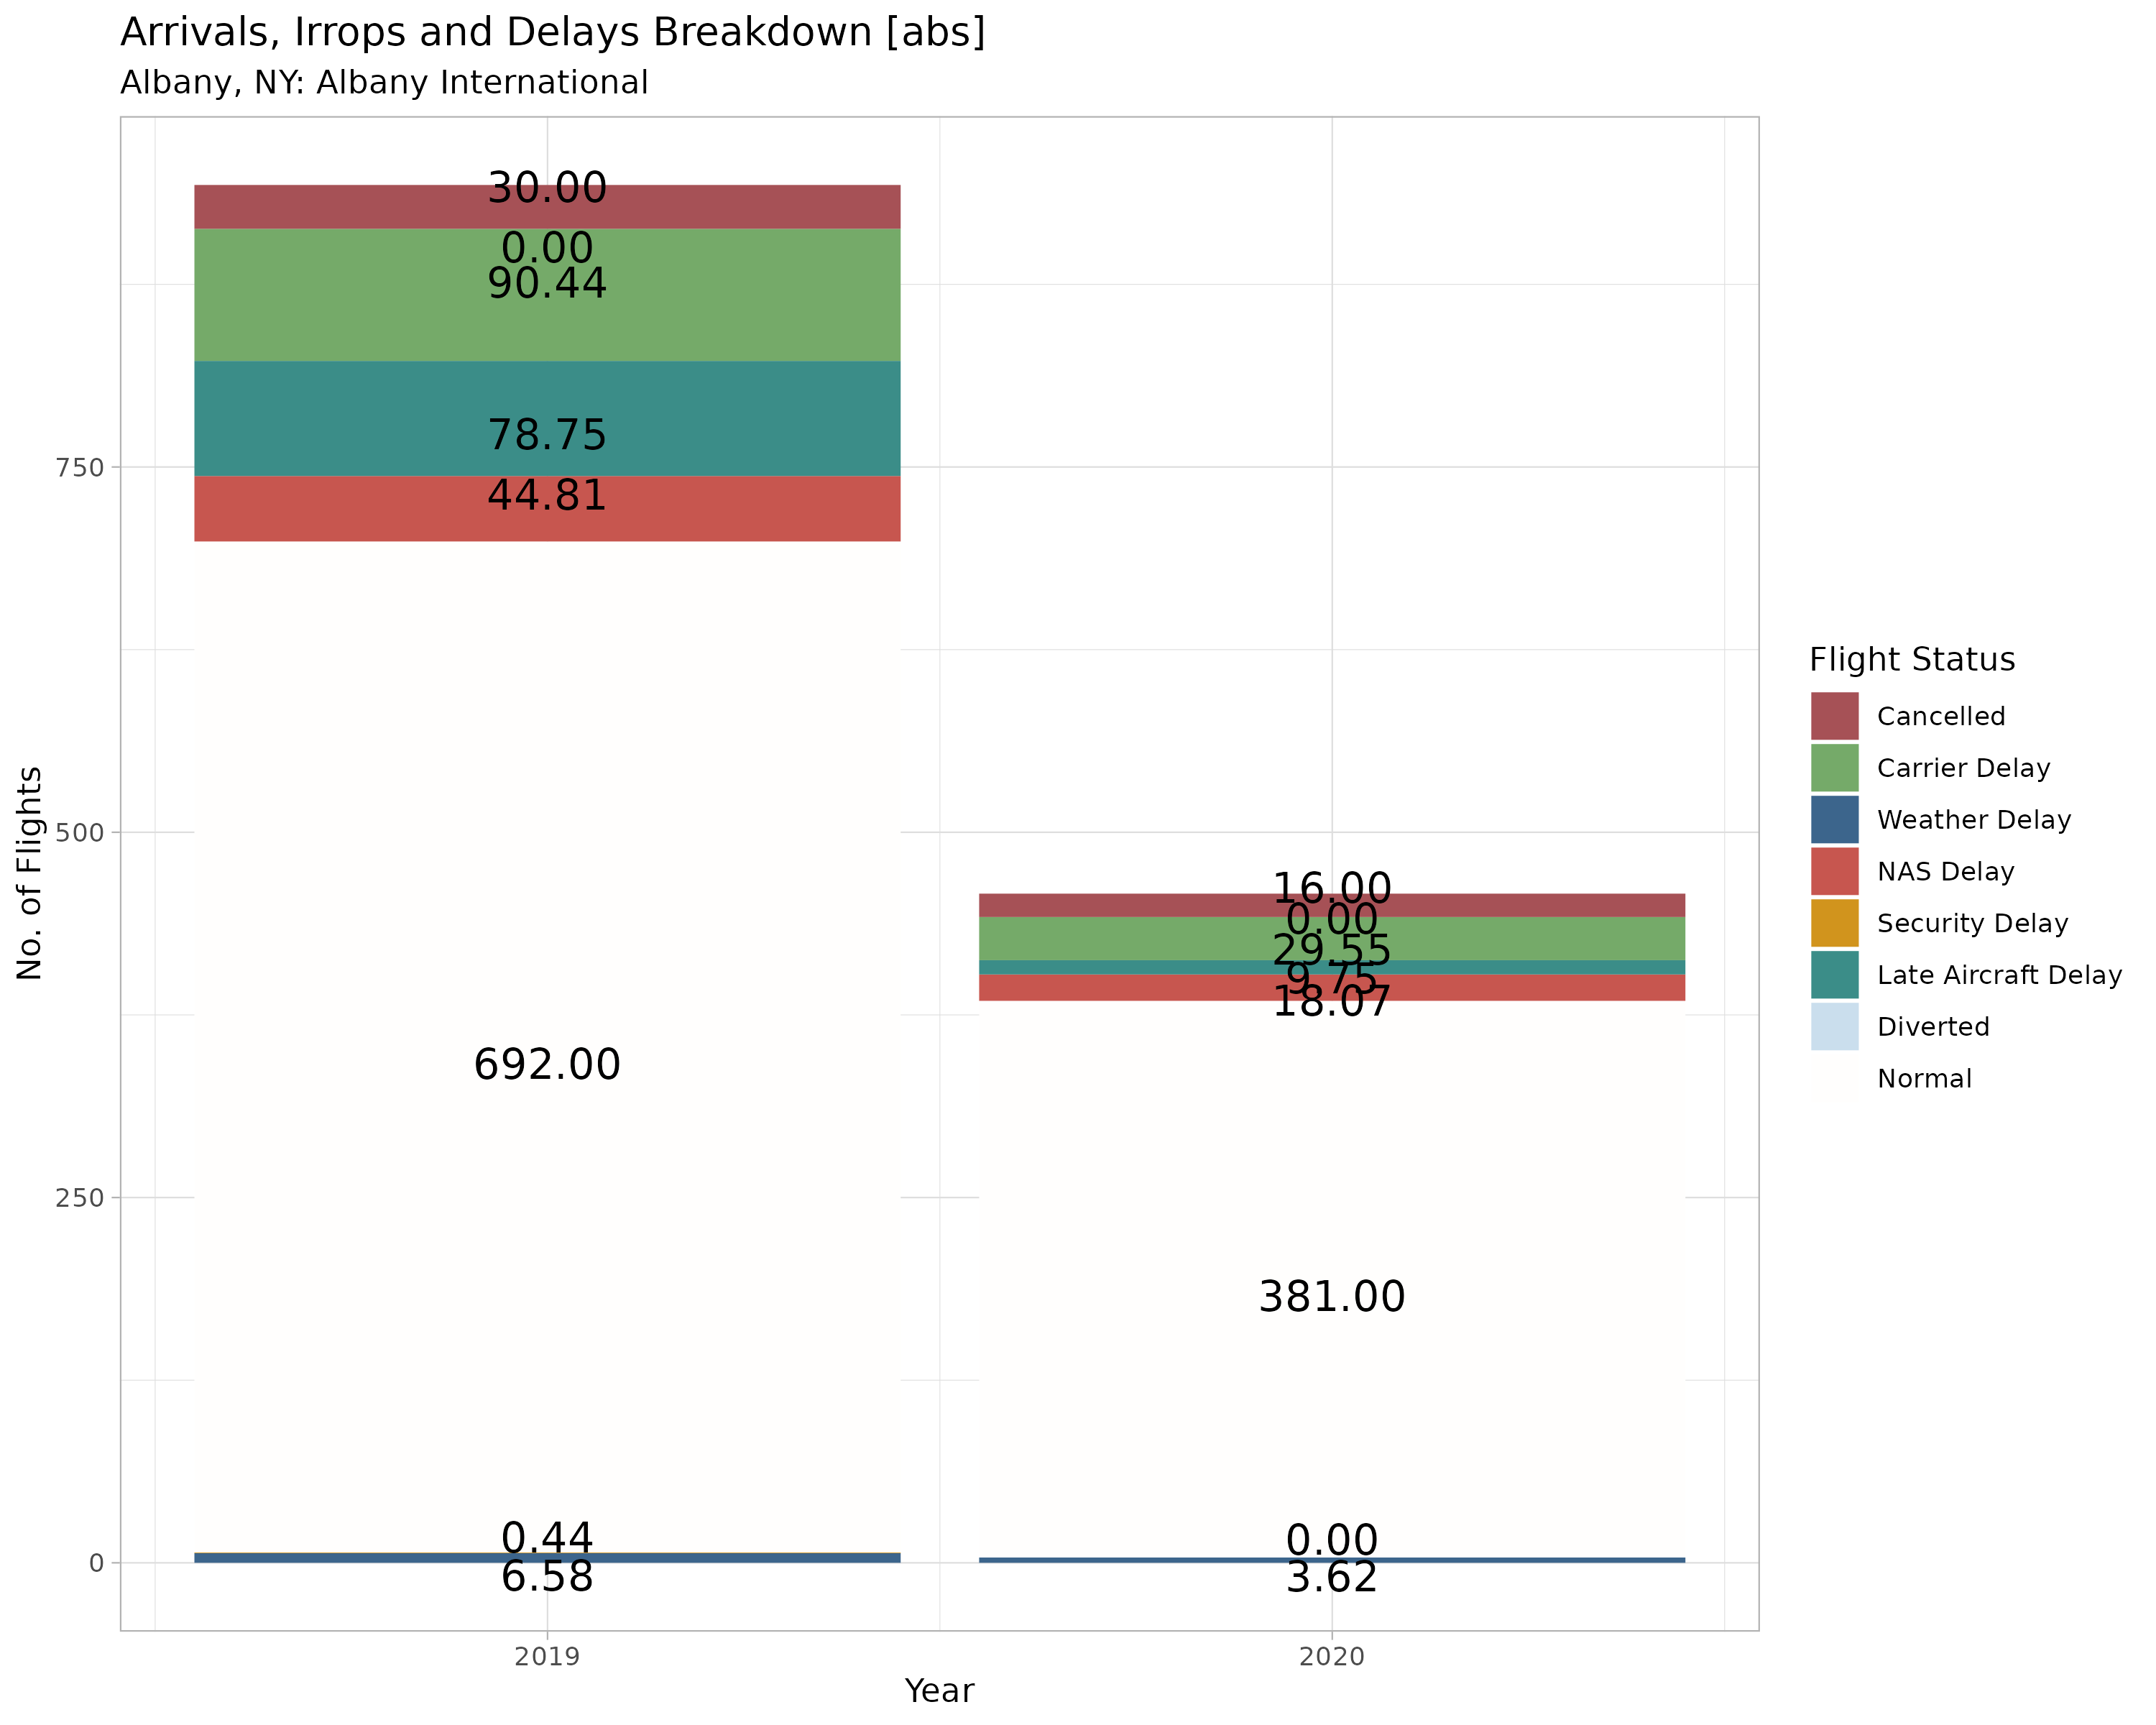 Arrivals, Irrops and Delays Breakdown [abs]
Albany, NY: Albany International
No. of Flights
750
500
250
0
30.00
0.00
90.44
78.75
44.81
692.00
0.44
6.58
16.00
0.00
29.55
9.75
18.07
381.00
0.00
3.62
2019
2020
Year
Flight Status
Cancelled
Carrier Delay
Weather Delay
NAS Delay
Security Delay
Late Aircraft Delay
Diverted
Normal